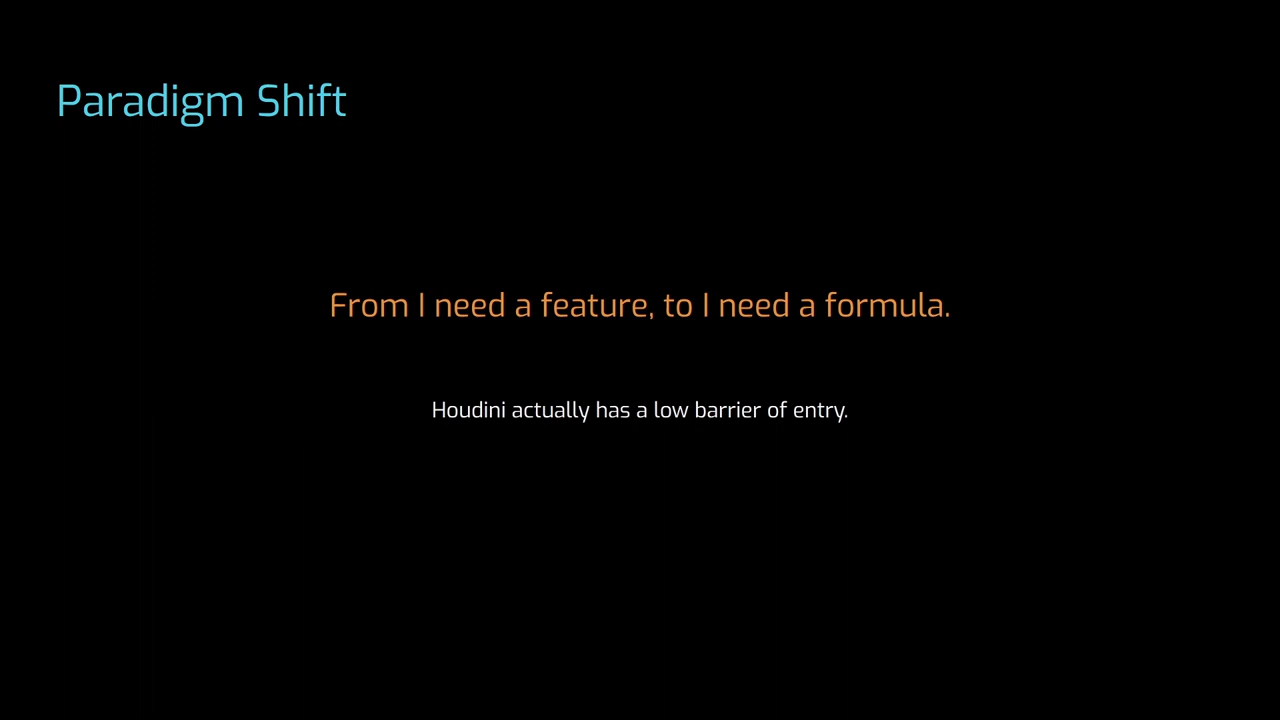 Paradigm Shift
From I need a feature, to I need a formula.
Houdini actually has a low barrier of entry.